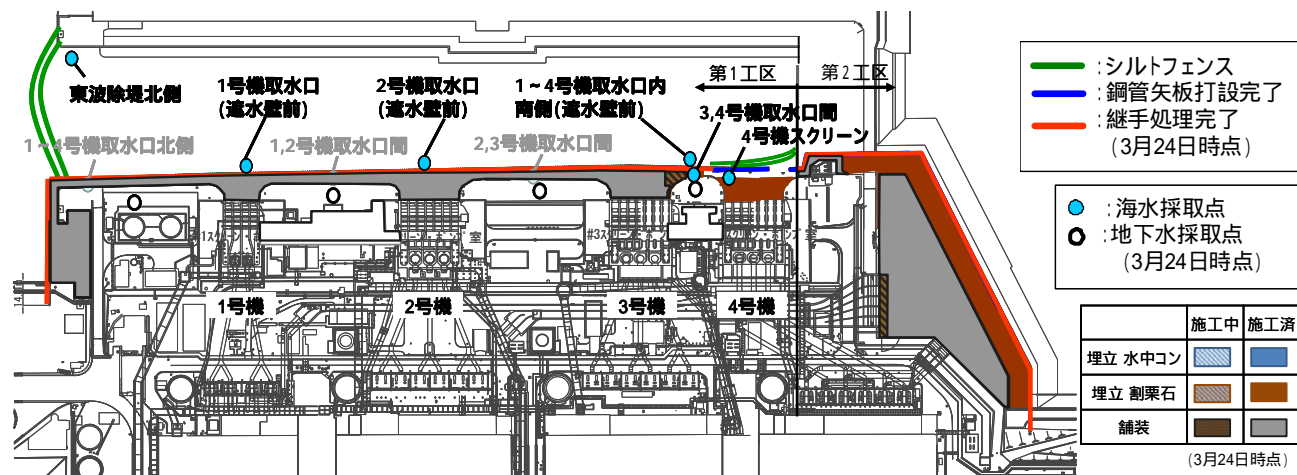 東波除堤北側
1号機取水口
(遮水壁前)
2号機取水口
(遮水壁前)
1~4号機取水口内
南側(遮水壁前)
第1工区
第2工区
3,4号機取水口間
4号機スクリーン
1~4号機取水口北側
1,2号機取水口間
2,3号機取水口間
1号機
2号機
3号機
4号機
:シルトフェンス
:鋼管矢板打設完了
:継手処理完了
(3月24日時点)
:海水採取点
:地下水採取点
(3月24日時点)
施工中 施工済
埋立 水中コン
埋立 割栗石
舗装
(3月24日時点)